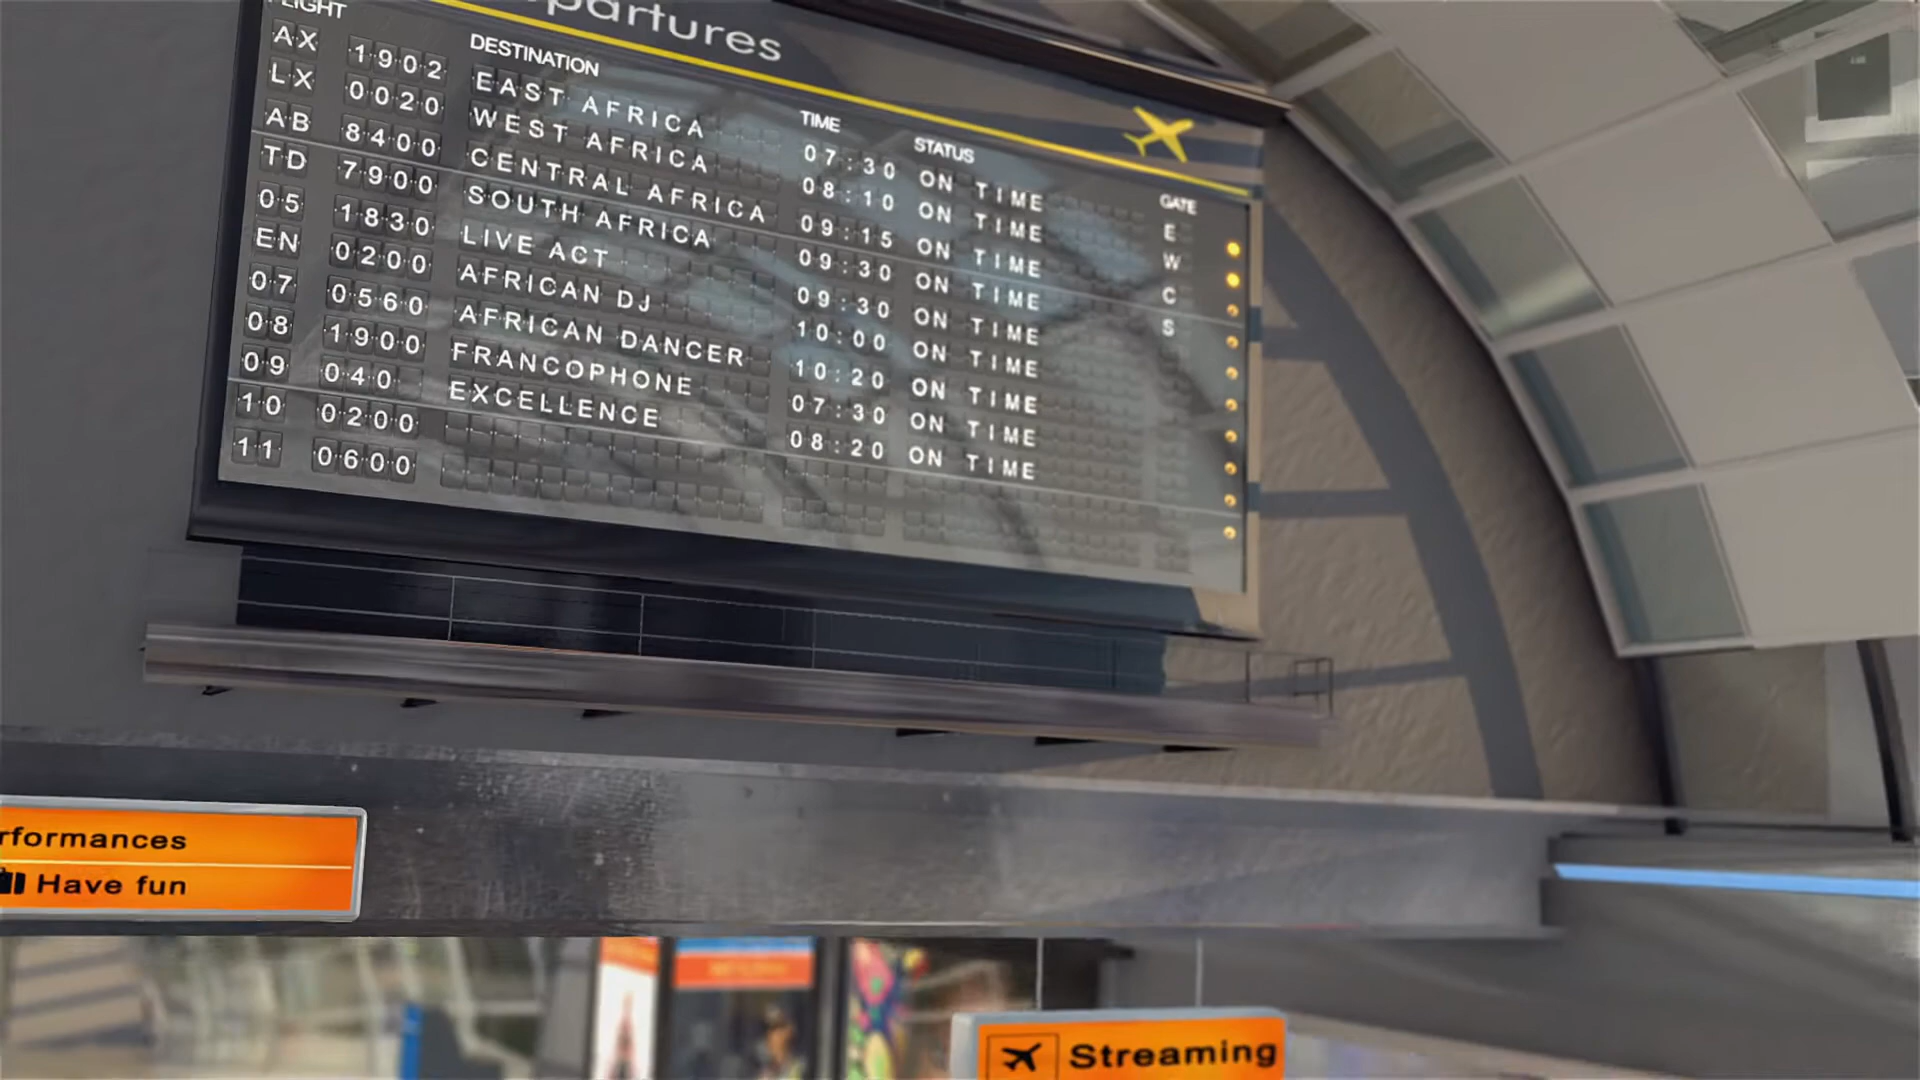 partures
FLIGHT DESTINATION TIME STATUS GATE
AX 1902 EAST AFRICA 07:30 ON TIME E
LX 0020 WEST AFRICA 08:10 ON TIME W
AB 8400 CENTRAL AFRICA 09:15 ON TIME C
TD 7900 SOUTH AFRICA 09:30 ON TIME S
05 1830 LIVE ACT 09:30 ON TIME
EN 0200 AFRICAN DJ 10:00 ON TIME
07 0560 AFRICAN DANCER 10:20 ON TIME
08 1900 FRANCOPHONE 07:30 ON TIME
09 040 EXCELLENCE 08:20 ON TIME
10 0200
11 0600
rformances
Have fun
Streaming